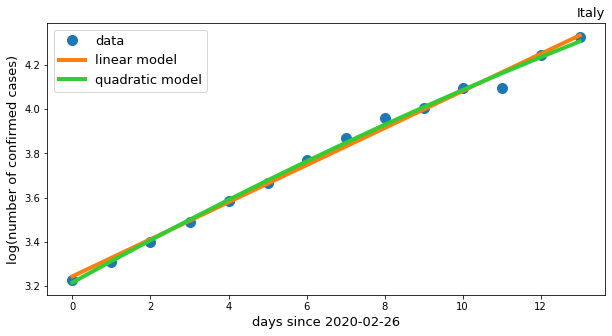 Italy
data
linear model
quadratic model
log(number of confirmed cases)
4.2
4.0
3.8
3.6
3.4
3.2
0 2 4 6 8 10 12
days since 2020-02-26